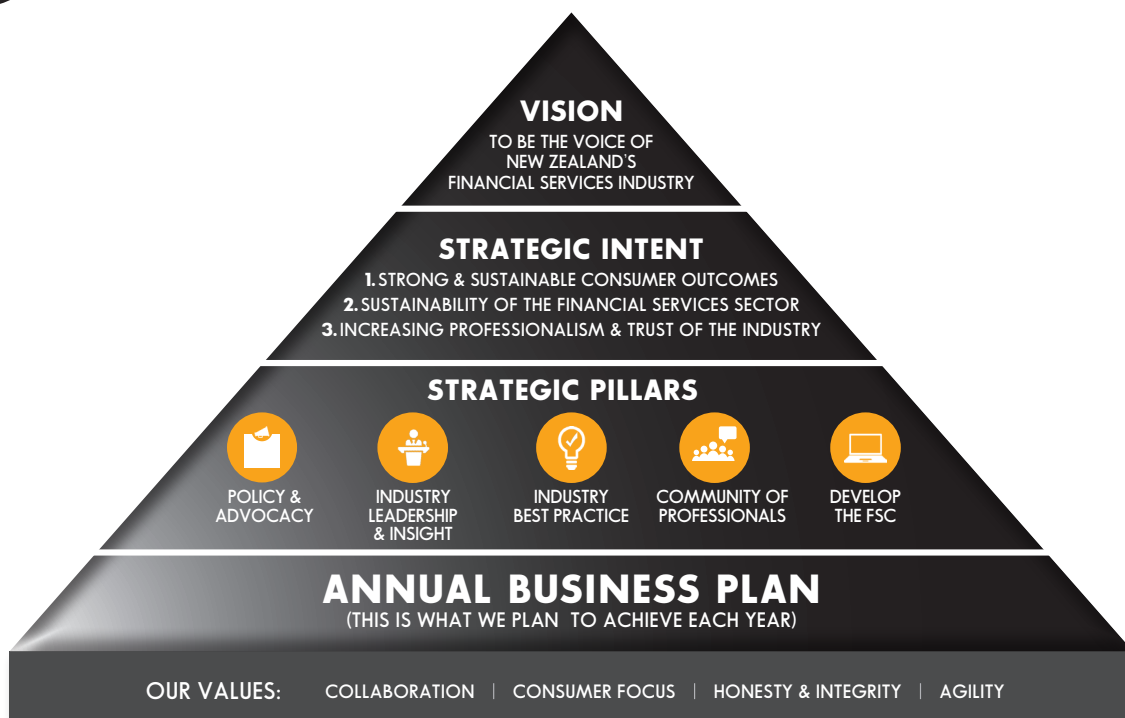 VISION
TO BE THE VOICE OF
NEW ZEALAND'S
FINANCIAL SERVICES INDUSTRY
STRATEGIC INTENT
1. STRONG & SUSTAINABLE CONSUMER OUTCOMES
2. SUSTAINABILITY OF THE FINANCIAL SERVICES SECTOR
3. INCREASING PROFESSIONALISM & TRUST OF THE INDUSTRY
STRATEGIC PILLARS
POLICY &
ADVOCACY
INDUSTRY
LEADERSHIP
& INSIGHT
INDUSTRY
BEST PRACTICE
COMMUNITY OF
PROFESSIONALS
DEVELOP
THE FSC
ANNUAL BUSINESS PLAN
(THIS IS WHAT WE PLAN TO ACHIEVE EACH YEAR)
OUR VALUES: COLLABORATION | CONSUMER FOCUS | HONESTY & INTEGRITY | AGILITY